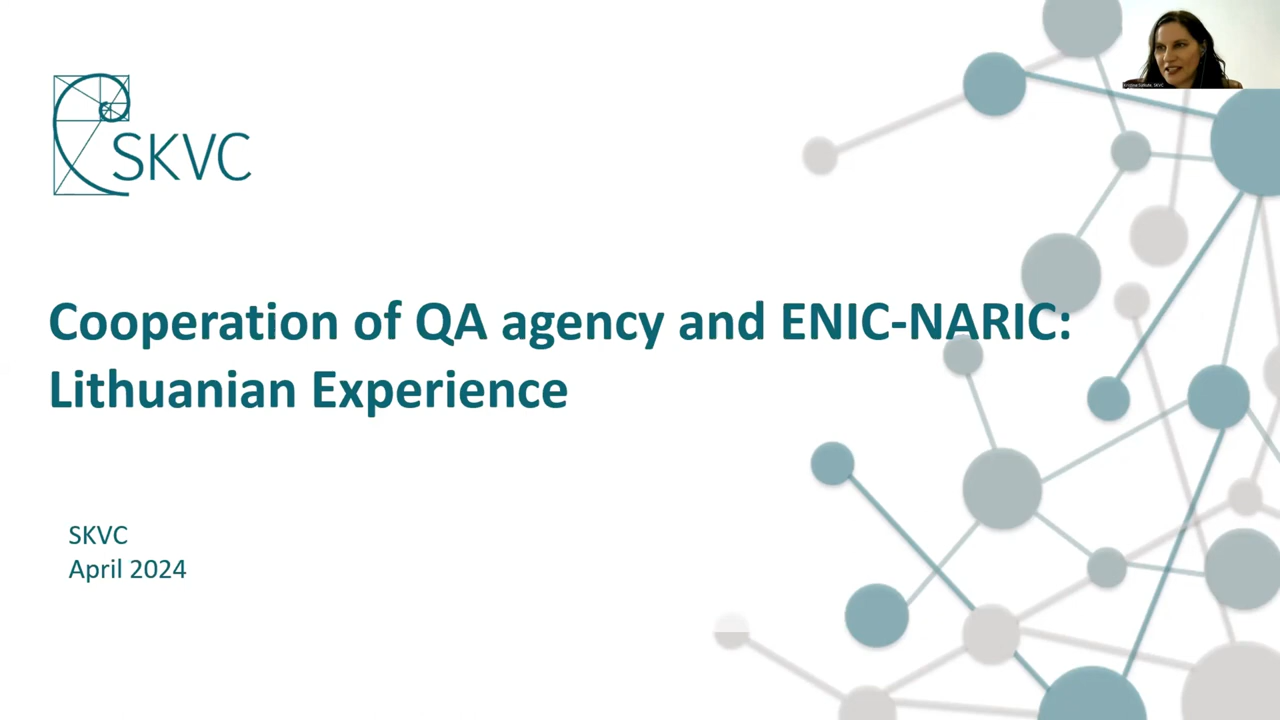 SKVC
Cooperation of QA agency and ENIC-NARIC:
Lithuanian Experience
SKVC
April 2024